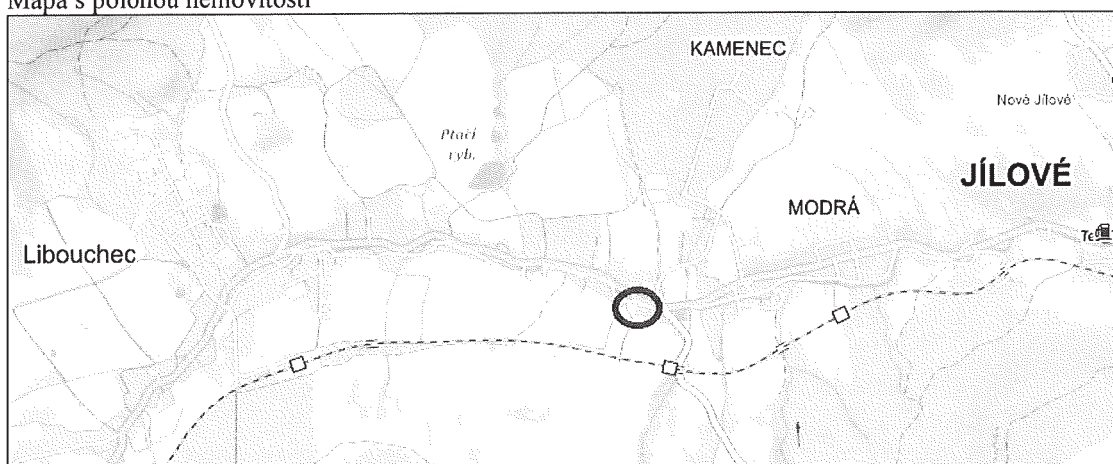 Mapa s polohou nemovitosti
KAMENEC
Nové Jílové
Ptačí
ryb.
JÍLOVÉ
MODRÁ
Libouchec